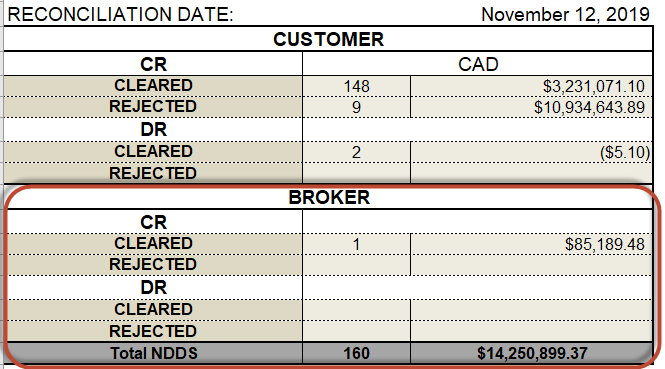 RECONCILIATION DATE: November 12, 2019
CUSTOMER
CR CAD
CLEARED 148 $3,231,071.10
REJECTED 9 $10,934,643.89
DR
CLEARED 2 ($5.10)
REJECTED
BROKER
CR
CLEARED 1 $85,189.48
REJECTED
DR
CLEARED
REJECTED
Total NDDS 160 $14,250,899.37